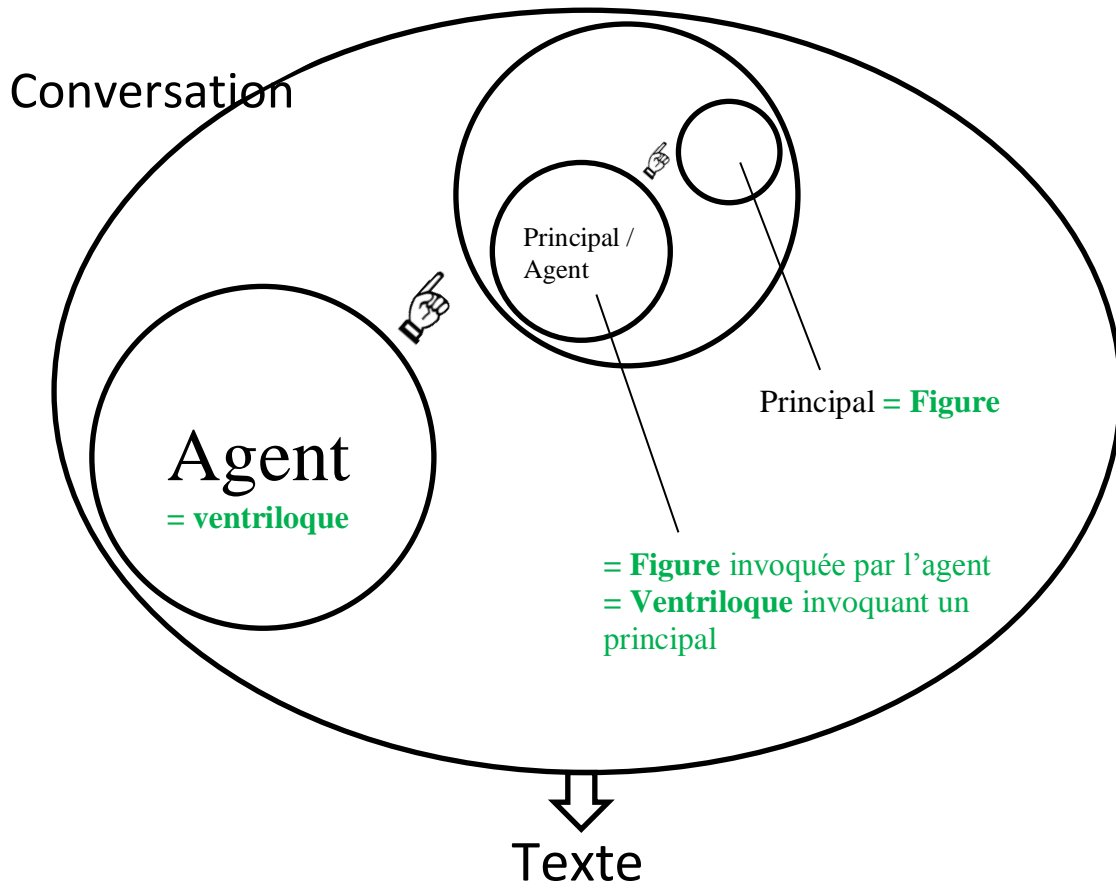 Conversation
Principal /
Agent
Agent
= ventriloque
Principal = Figure
= Figure invoquée par l’agent
= Ventriloque invoquant un
principal
Texte